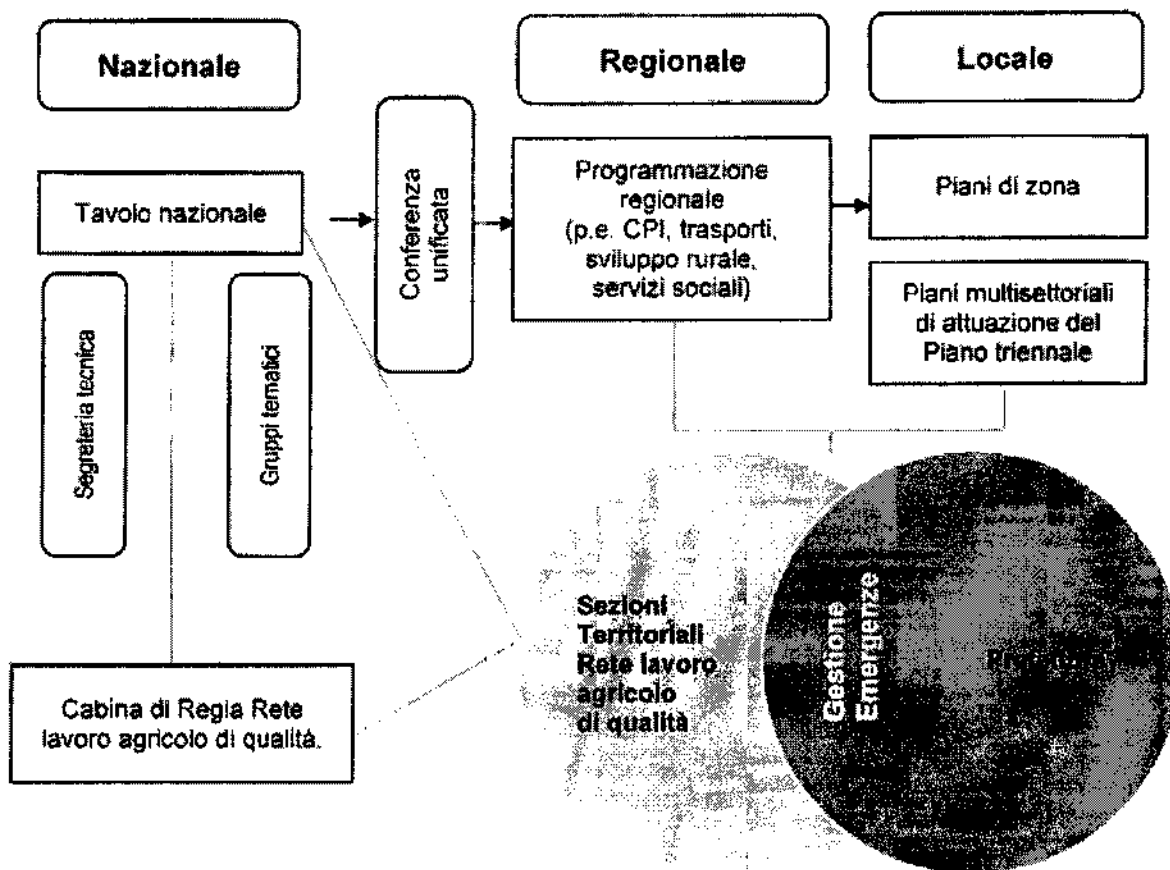 Nazionale
Regionale
Locale
Tavolo nazionale
Conferenza
unificata
Programmazione
regionale
(p.e. CPI, trasporti,
sviluppo rurale,
servizi sociali)
Piani di zona
Piani multisettoriali
di attuazione del
Piano triennale
Segreteria tecnica
Gruppi tematici
Sezioni
Territoriali
Rete lavoro
agricolo
di qualità
Gestione
Emergenze
Cabina di Regia Rete
lavoro agricolo di qualità.